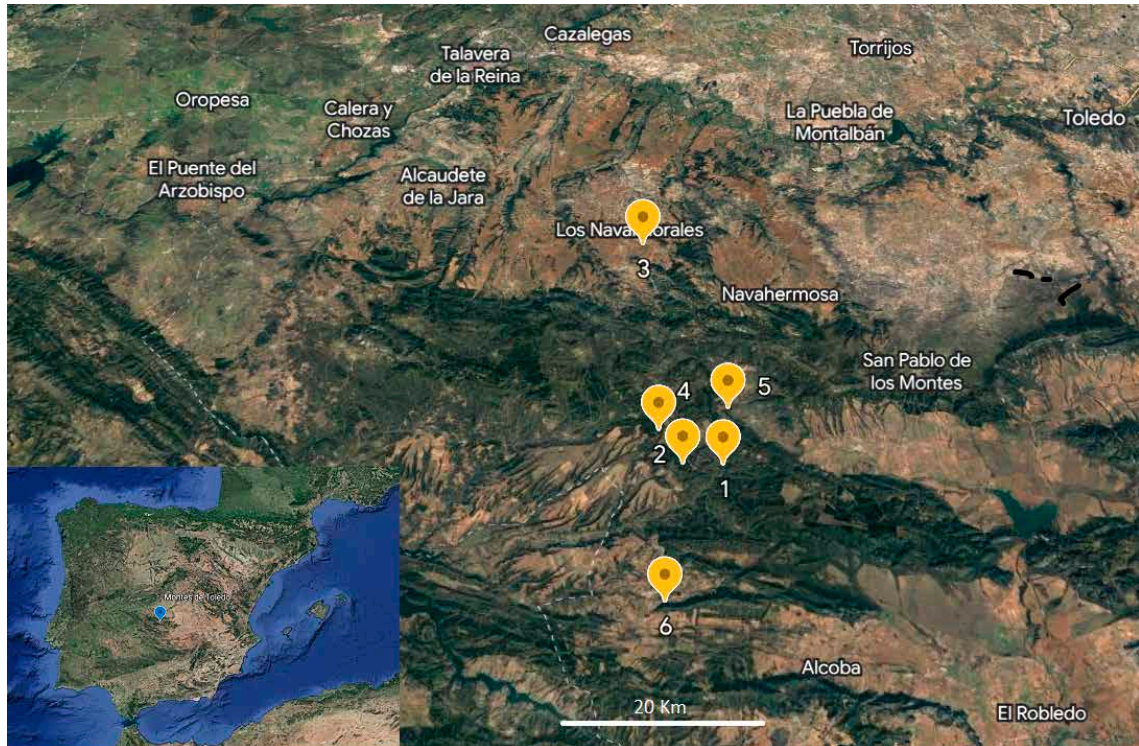 Cazalegas
Talavera
de la Reina
Torrijos
Oropesa
Calera y
Chozas
La Puebla de
Montalbán
Toledo
El Puente del
Arzobispo
Alcaudete
de la Jara
Los Navalmorales
3
Navahermosa
San Pablo de
los Montes
4
5
2
1
Montes de Toledo
6
Alcoba
20 Km
El Robledo